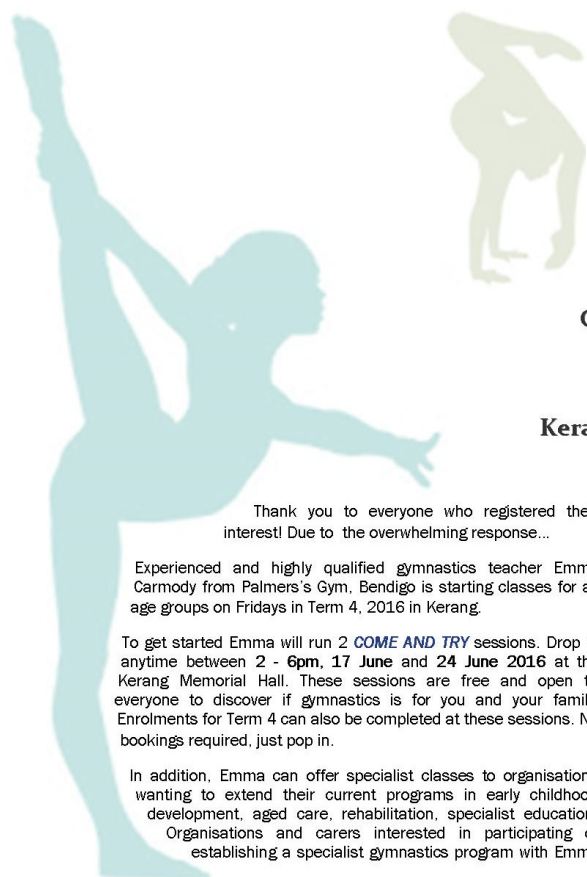 Kera
Thank you to everyone who registered the
interest! Due to the overwhelming response...
Experienced and highly qualified gymnastics teacher Emm
Carmody from Palmers's Gym, Bendigo is starting classes for a
age groups on Fridays in Term 4, 2016 in Kerang.
To get started Emma will run 2 COME AND TRY sessions. Drop
anytime between 2 - 6pm, 17 June and 24 June 2016 at th
Kerang Memorial Hall. These sessions are free and open t
everyone to discover if gymnastics is for you and your famil
Enrolments for Term 4 can also be completed at these sessions. N
bookings required, just pop in.
In addition, Emma can offer specialist classes to organisation
wanting to extend their current programs in early childhoo
development, aged care, rehabilitation, specialist education
Organisations and carers interested in participating
establishing a specialist gymnastics program with Emm